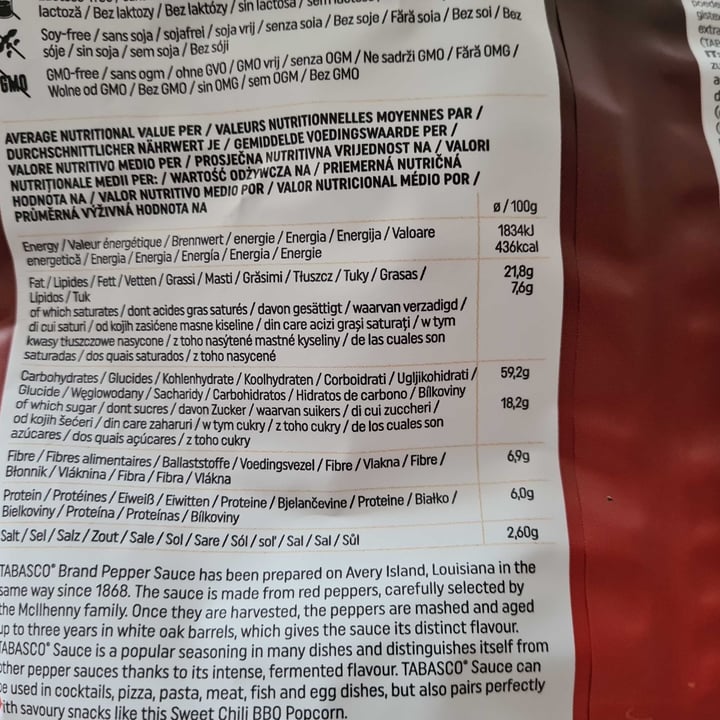 lactoză / Bez laktozy / Bez laktózy / sin lactosa /
Soy-free / sans soja / sojafrei / soja vrij / senza soia / Bez soje / Fără soia / Bez soi / Bez
sóje / sin soja / sem soja / Bez sóji
GMO
GMO-free / sans ogm / ohne GVO / GMO vrij / senza OGM / Ne sadrži GMO / Fără OMG /
Wolne od GMO / Bez GMO / sin OMG / sem OGM / Bez GMO
AVERAGE NUTRITIONAL VALUE PER / VALEURS NUTRITIONNELLES MOYENNES PAR /
DURCHSCHNITTLICHER NÄHRWERT JE / GEMIDDELDE VOEDINGSWAARDE PER /
VALORE NUTRITIVO MEDIO PER / PROSJEČNA NUTRITIVNA VRIJEDNOST NA / VALORI
NUTRIȚIONALE MEDII PER: / WARTOŚĆ ODŻYWCZA NA / PRIEMERNÁ NUTRIČNÁ
HODNOTA NA / VALOR NUTRITIVO MEDIO POR / VALOR NUTRICIONAL MÉDIO POR /
PRŮMĚRNÁ VÝŽIVNÁ HODNOTA NA
ø / 100g
Energy / Valeur énergétique / Brennwert / energie / Energia / Energija / Valoare
energetică / Energia / Energia / Energía / Energia / Energie
1834kJ
436kcal
Fat / Lipides / Fett / Vetten / Grassi / Masti / Grăsimi / Tłuszcz / Tuky / Grasas /
Lípidos / Tuk
21,8g
7,6g
of which saturates / dont acides gras saturés / davon gesättigt / waarvan verzadigd /
di cui saturi / od kojih zasićene masne kiseline / din care acizi grași saturați / w tym
kwasy tłuszczowe nasycone / z toho nasýtené mastné kyseliny / de las cuales son
saturadas / dos quais saturados / z toho nasycené
Carbohydrates / Glucides / Kohlenhydrate / Koolhydraten / Corboidrati / Ugljikohidrati /
Glucide / Węglowodany / Sacharidy / Carbohidratos / Hidratos de carbono / Bílkoviny
59,2g
of which sugar / dont sucres / davon Zucker / waarvan suikers / di cui zuccheri /
od kojih šećeri / din care zaharuri / w tym cukry / z toho cukry / de los cuales son
azúcares / dos quais açúcares / z toho cukry
18,2g
Fibre / Fibres alimentaires / Ballaststoffe / Voedingsvezel / Fibre / Vlakna / Fibre /
Błonnik / Vláknina / Fibra / Fibra / Vlákna
6,9g
Protein / Protéines / Eiweiß / Eiwitten / Proteine / Bjelančevine / Proteine / Białko /
Bielkoviny / Proteína / Proteínas / Bílkoviny
6,0g
Salt / Sel / Salz / Zout / Sale / Sol / Sare / Sól / soľ / Sal / Sal / Sůl
2,60g
TABASCO® Brand Pepper Sauce has been prepared on Avery Island, Louisiana in the
same way since 1868. The sauce is made from red peppers, carefully selected by
the McIlhenny family. Once they are harvested, the peppers are mashed and aged
up to three years in white oak barrels, which gives the sauce its distinct flavour.
TABASCO® Sauce is a popular seasoning in many dishes and distinguishes itself from
other pepper sauces thanks to its intense, fermented flavour. TABASCO® Sauce can
be used in cocktails, pizza, pasta, meat, fish and egg dishes, but also pairs perfectly
with savoury snacks like this Sweet Chili BBQ Popcorn.